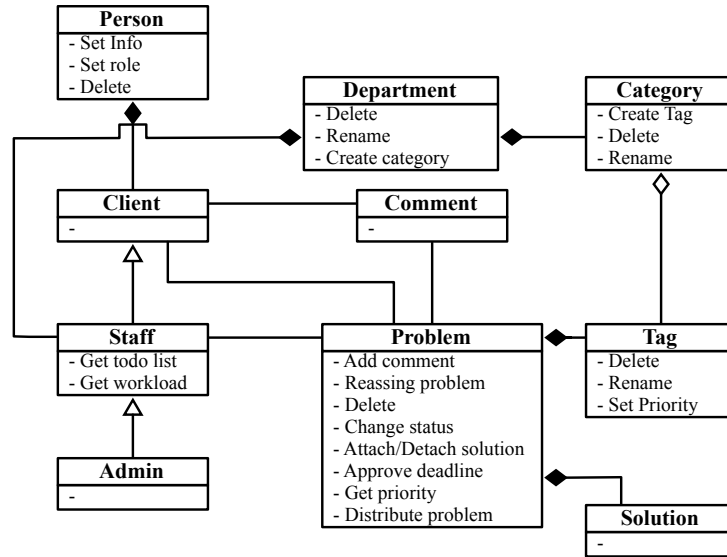 Person
- Set Info
- Set role
- Delete
Department
- Delete
- Rename
- Create category
Category
- Create Tag
- Delete
- Rename
Client
-
Comment
-
Staff
- Get todo list
- Get workload
Problem
- Add comment
- Reassing problem
- Delete
- Change status
- Attach/Detach solution
- Approve deadline
- Get priority
- Distribute problem
Tag
- Delete
- Rename
- Set Priority
Admin
-
Solution
-